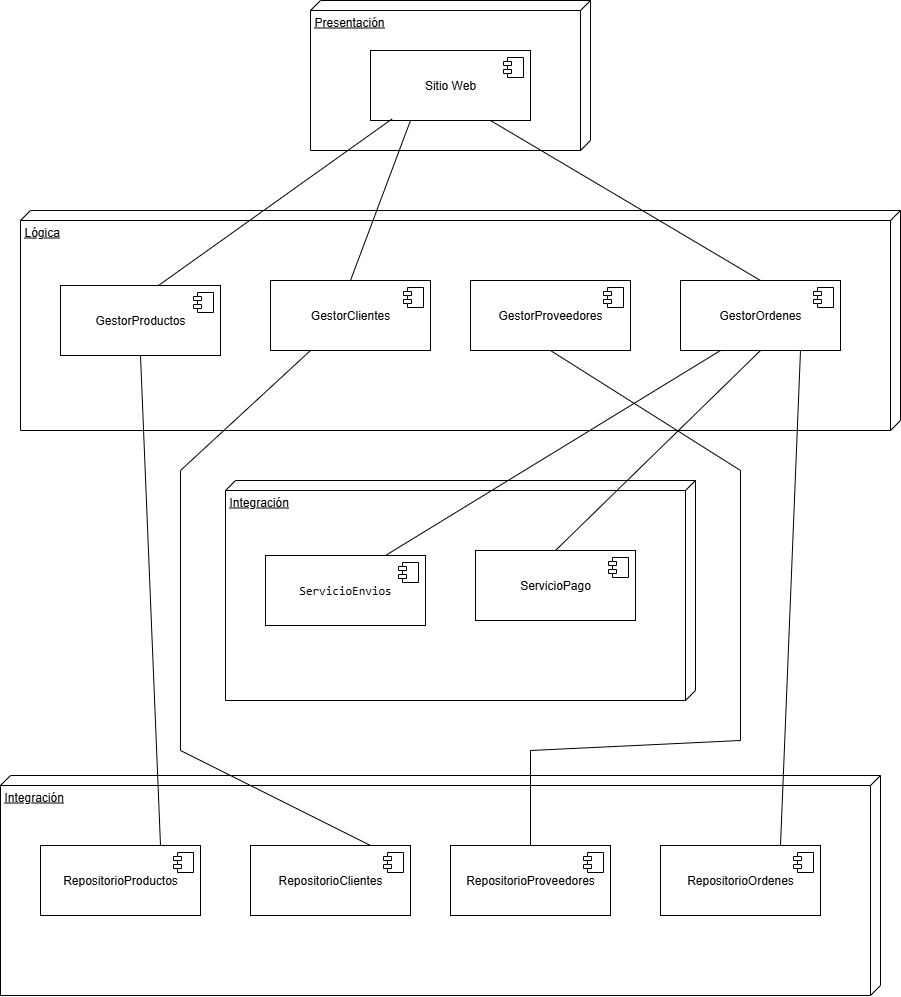 Presentación
Sitio Web
Lógica
GestorProductos
GestorClientes
GestorProveedores
GestorOrdenes
Integración
ServicioEnvios
ServicioPago
Integración
RepositorioProductos
RepositorioClientes
RepositorioProveedores
RepositorioOrdenes